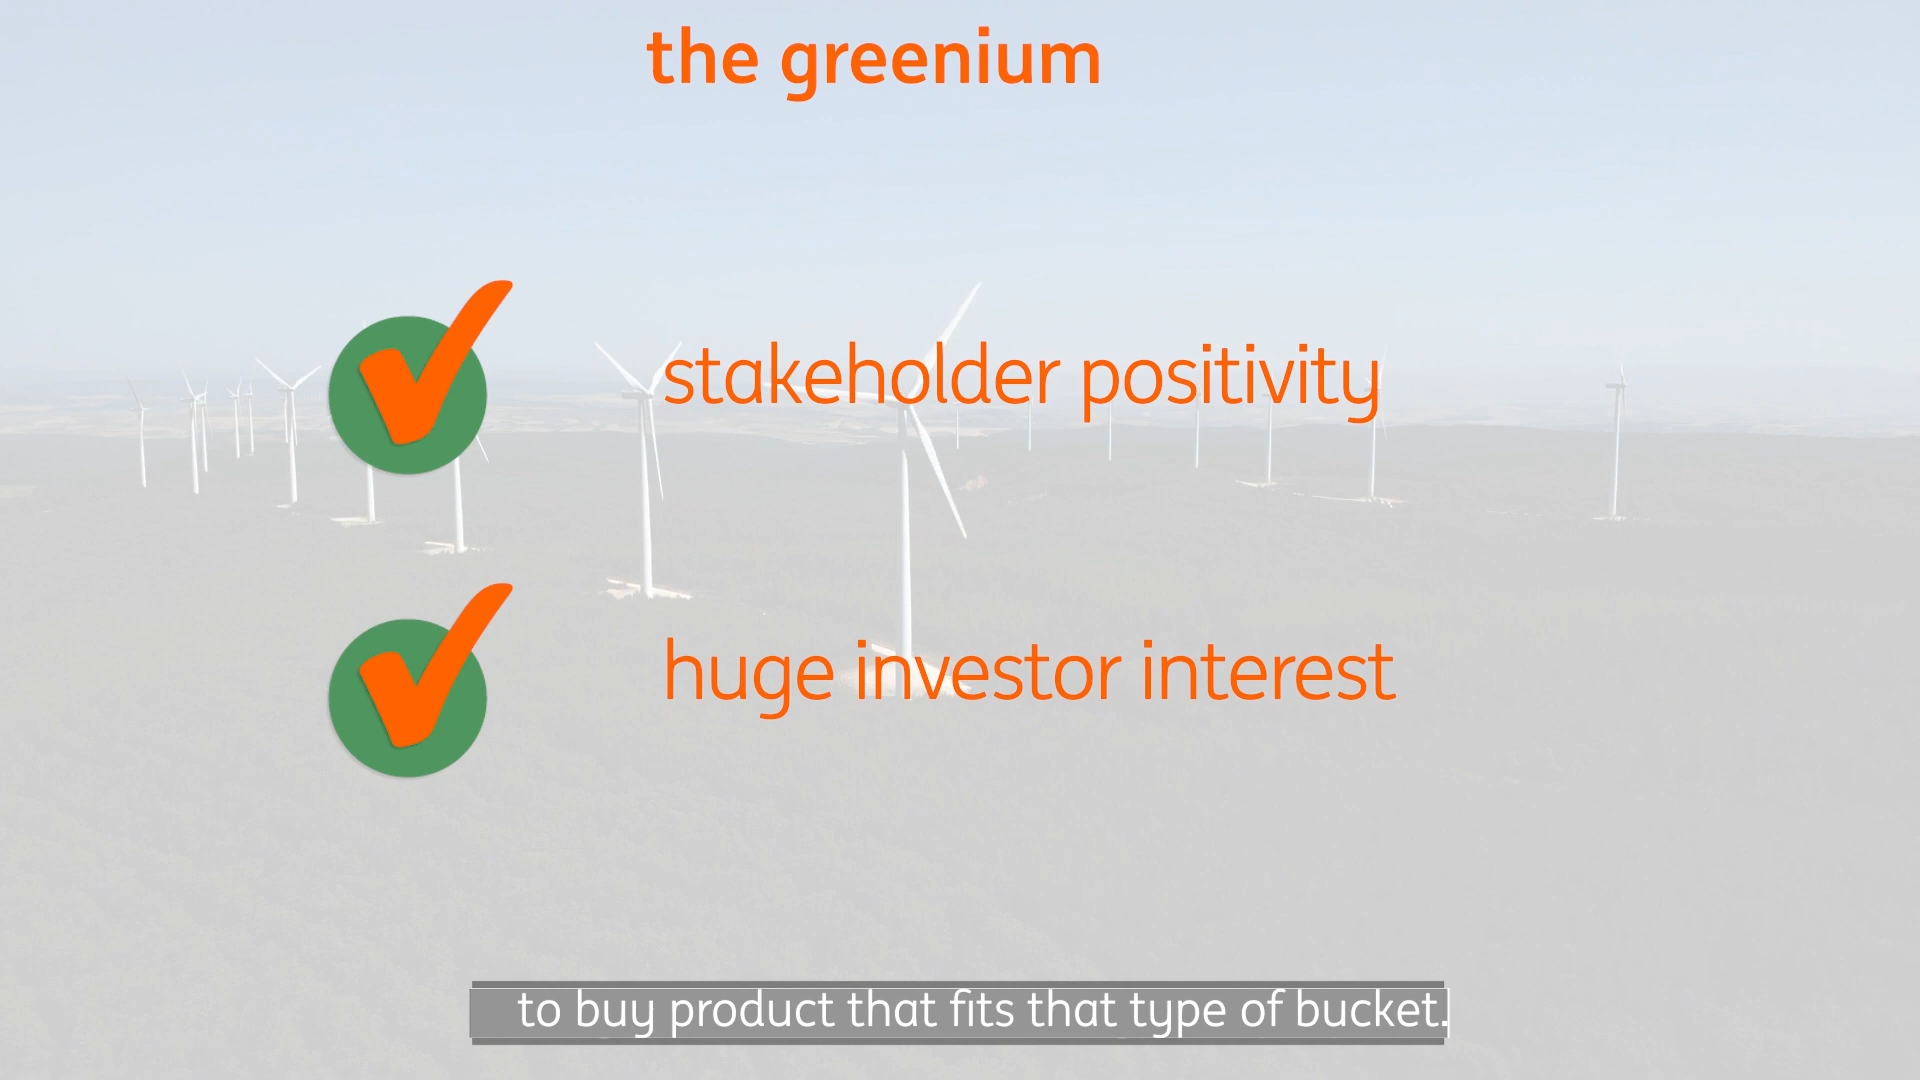 the greenium
stakeholder positivity
huge investor interest
to buy product that fits that type of bucket.